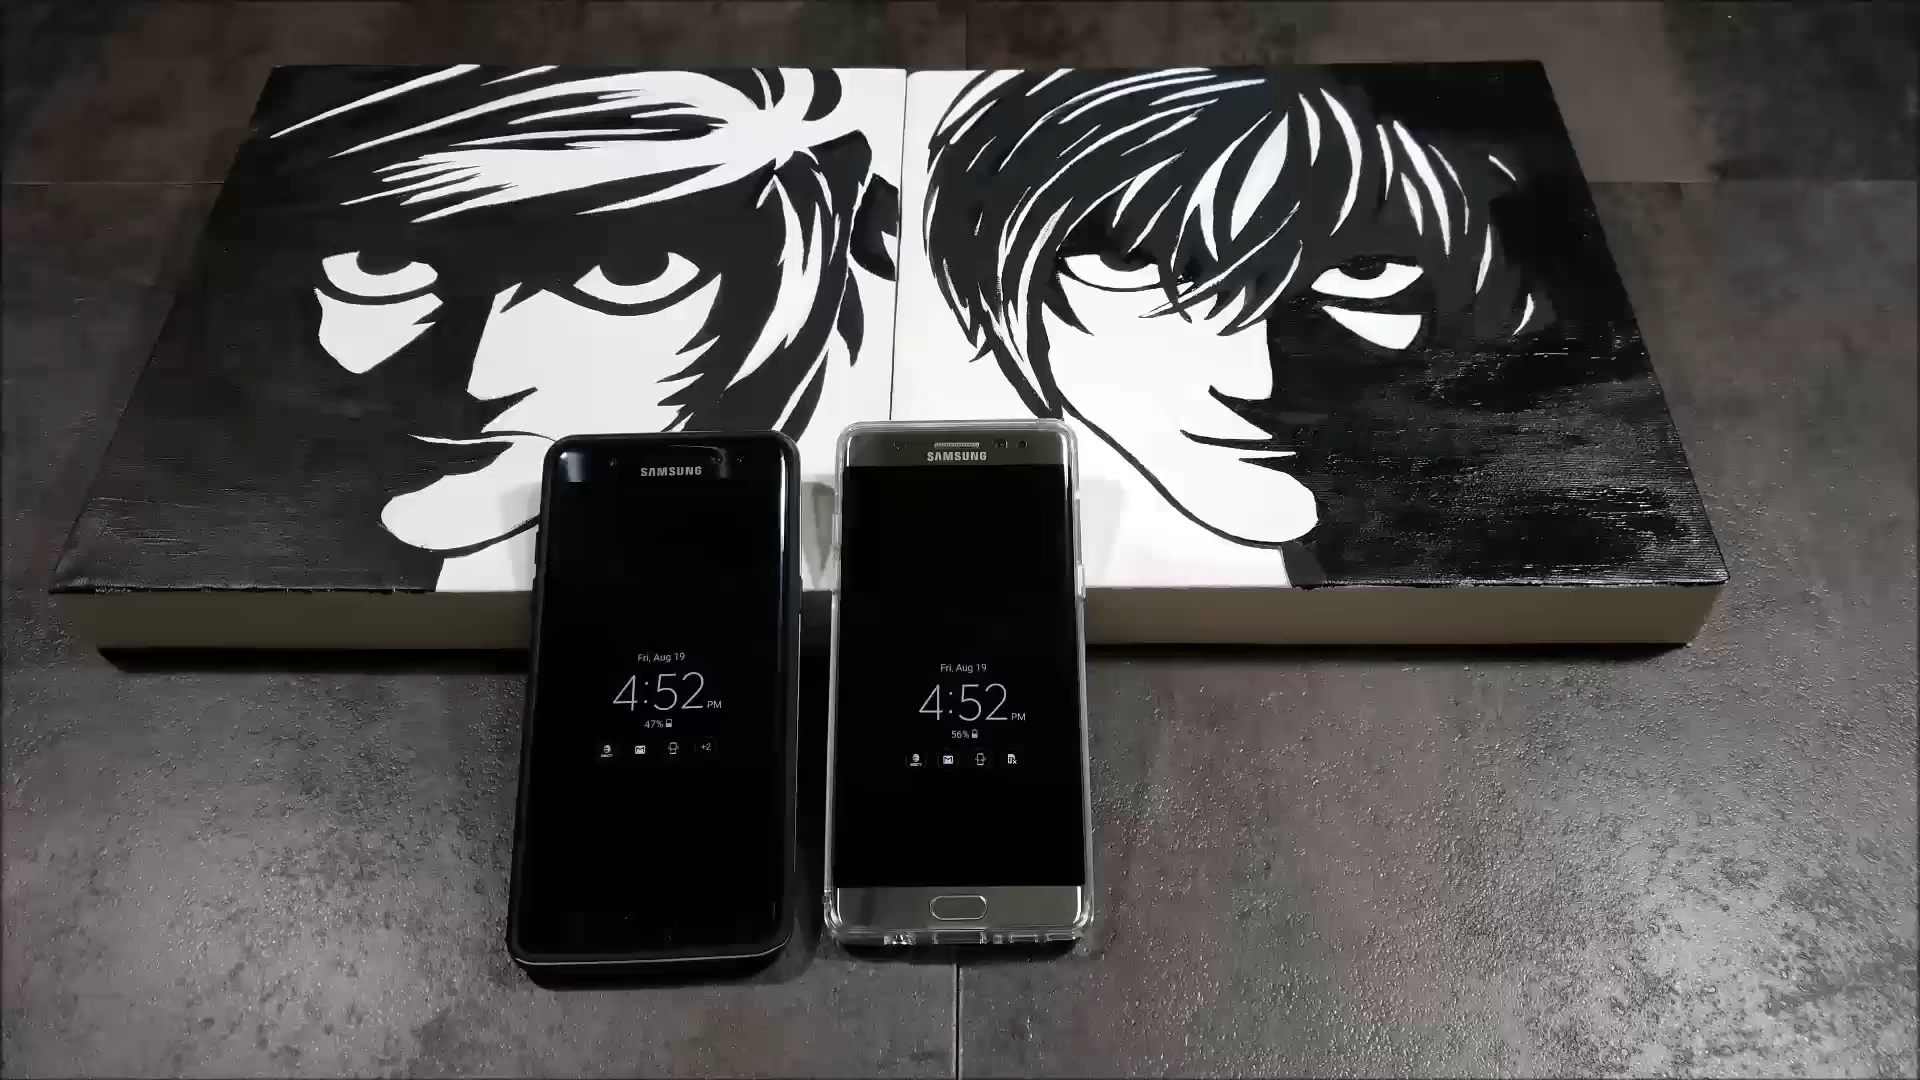 SAMSUNG
Fri, Aug 19
4:52 PM
47%
+2
SAMSUNG
Fri, Aug 19
4:52 PM
56%